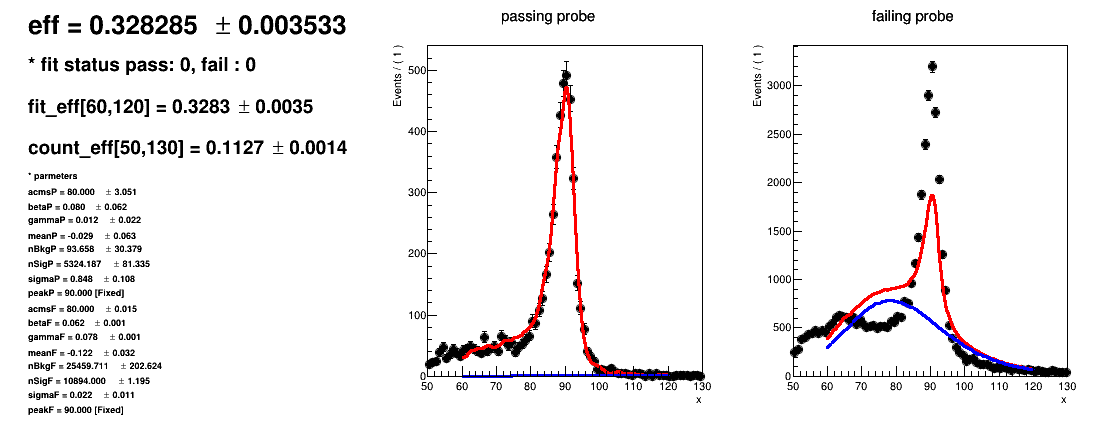 eff = 0.328285 ± 0.003533
* fit status pass: 0, fail : 0
fit_eff[60,120] = 0.3283 ± 0.0035
count_eff[50,130] = 0.1127 ± 0.0014
* parmeters
acmsP = 80.000 ± 3.051
betaP = 0.080 ± 0.062
gammaP = 0.012 ± 0.022
meanP = -0.029 ± 0.063
nBkgP = 93.658 ± 30.379
nSigP = 5324.187 ± 81.335
sigmaP = 0.848 ± 0.108
peakP = 90.000 [Fixed]
acmsF = 80.000 ± 0.015
betaF = 0.062 ± 0.001
gammaF = 0.078 ± 0.001
meanF = -0.122 ± 0.032
nBkgF = 25459.711 ± 202.624
nSigF = 10894.000 ± 1.195
sigmaF = 0.022 ± 0.011
peakF = 90.000 [Fixed]
passing probe
Events / ( 1 )
500
400
300
200
100
0
50 60 70 80 90 100 110 120 130
x
failing probe
Events / ( 1 )
3000
2500
2000
1500
1000
500
0
50 60 70 80 90 100 110 120 130
x